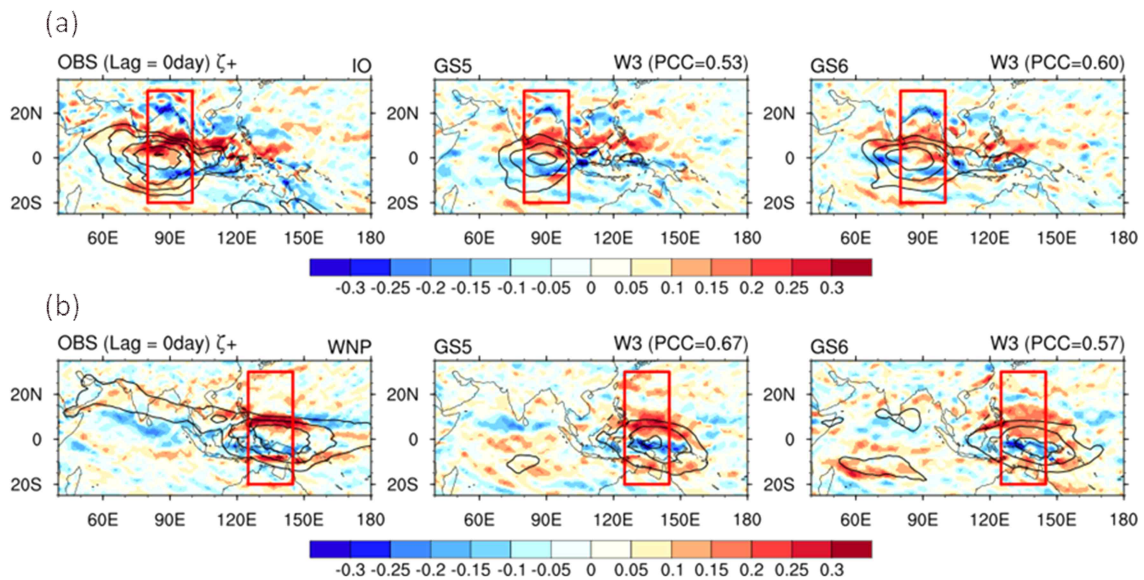 (a)
OBS (Lag = 0day) ζ+ IO GS5 W3 (PCC=0.53) GS6 W3 (PCC=0.60)
20N 20N 20N
0 0 0
20S 20S 20S
60E 90E 120E 150E 180 60E 90E 120E 150E 180 60E 90E 120E 150E 180
-0.3 -0.25 -0.2 -0.15 -0.1 -0.05 0 0.05 0.1 0.15 0.2 0.25 0.3
(b)
OBS (Lag = 0day) ζ+ WNP GS5 W3 (PCC=0.67) GS6 W3 (PCC=0.57)
20N 20N 20N
0 0 0
20S 20S 20S
60E 90E 120E 150E 180 60E 90E 120E 150E 180 60E 90E 120E 150E 180
-0.3 -0.25 -0.2 -0.15 -0.1 -0.05 0 0.05 0.1 0.15 0.2 0.25 0.3